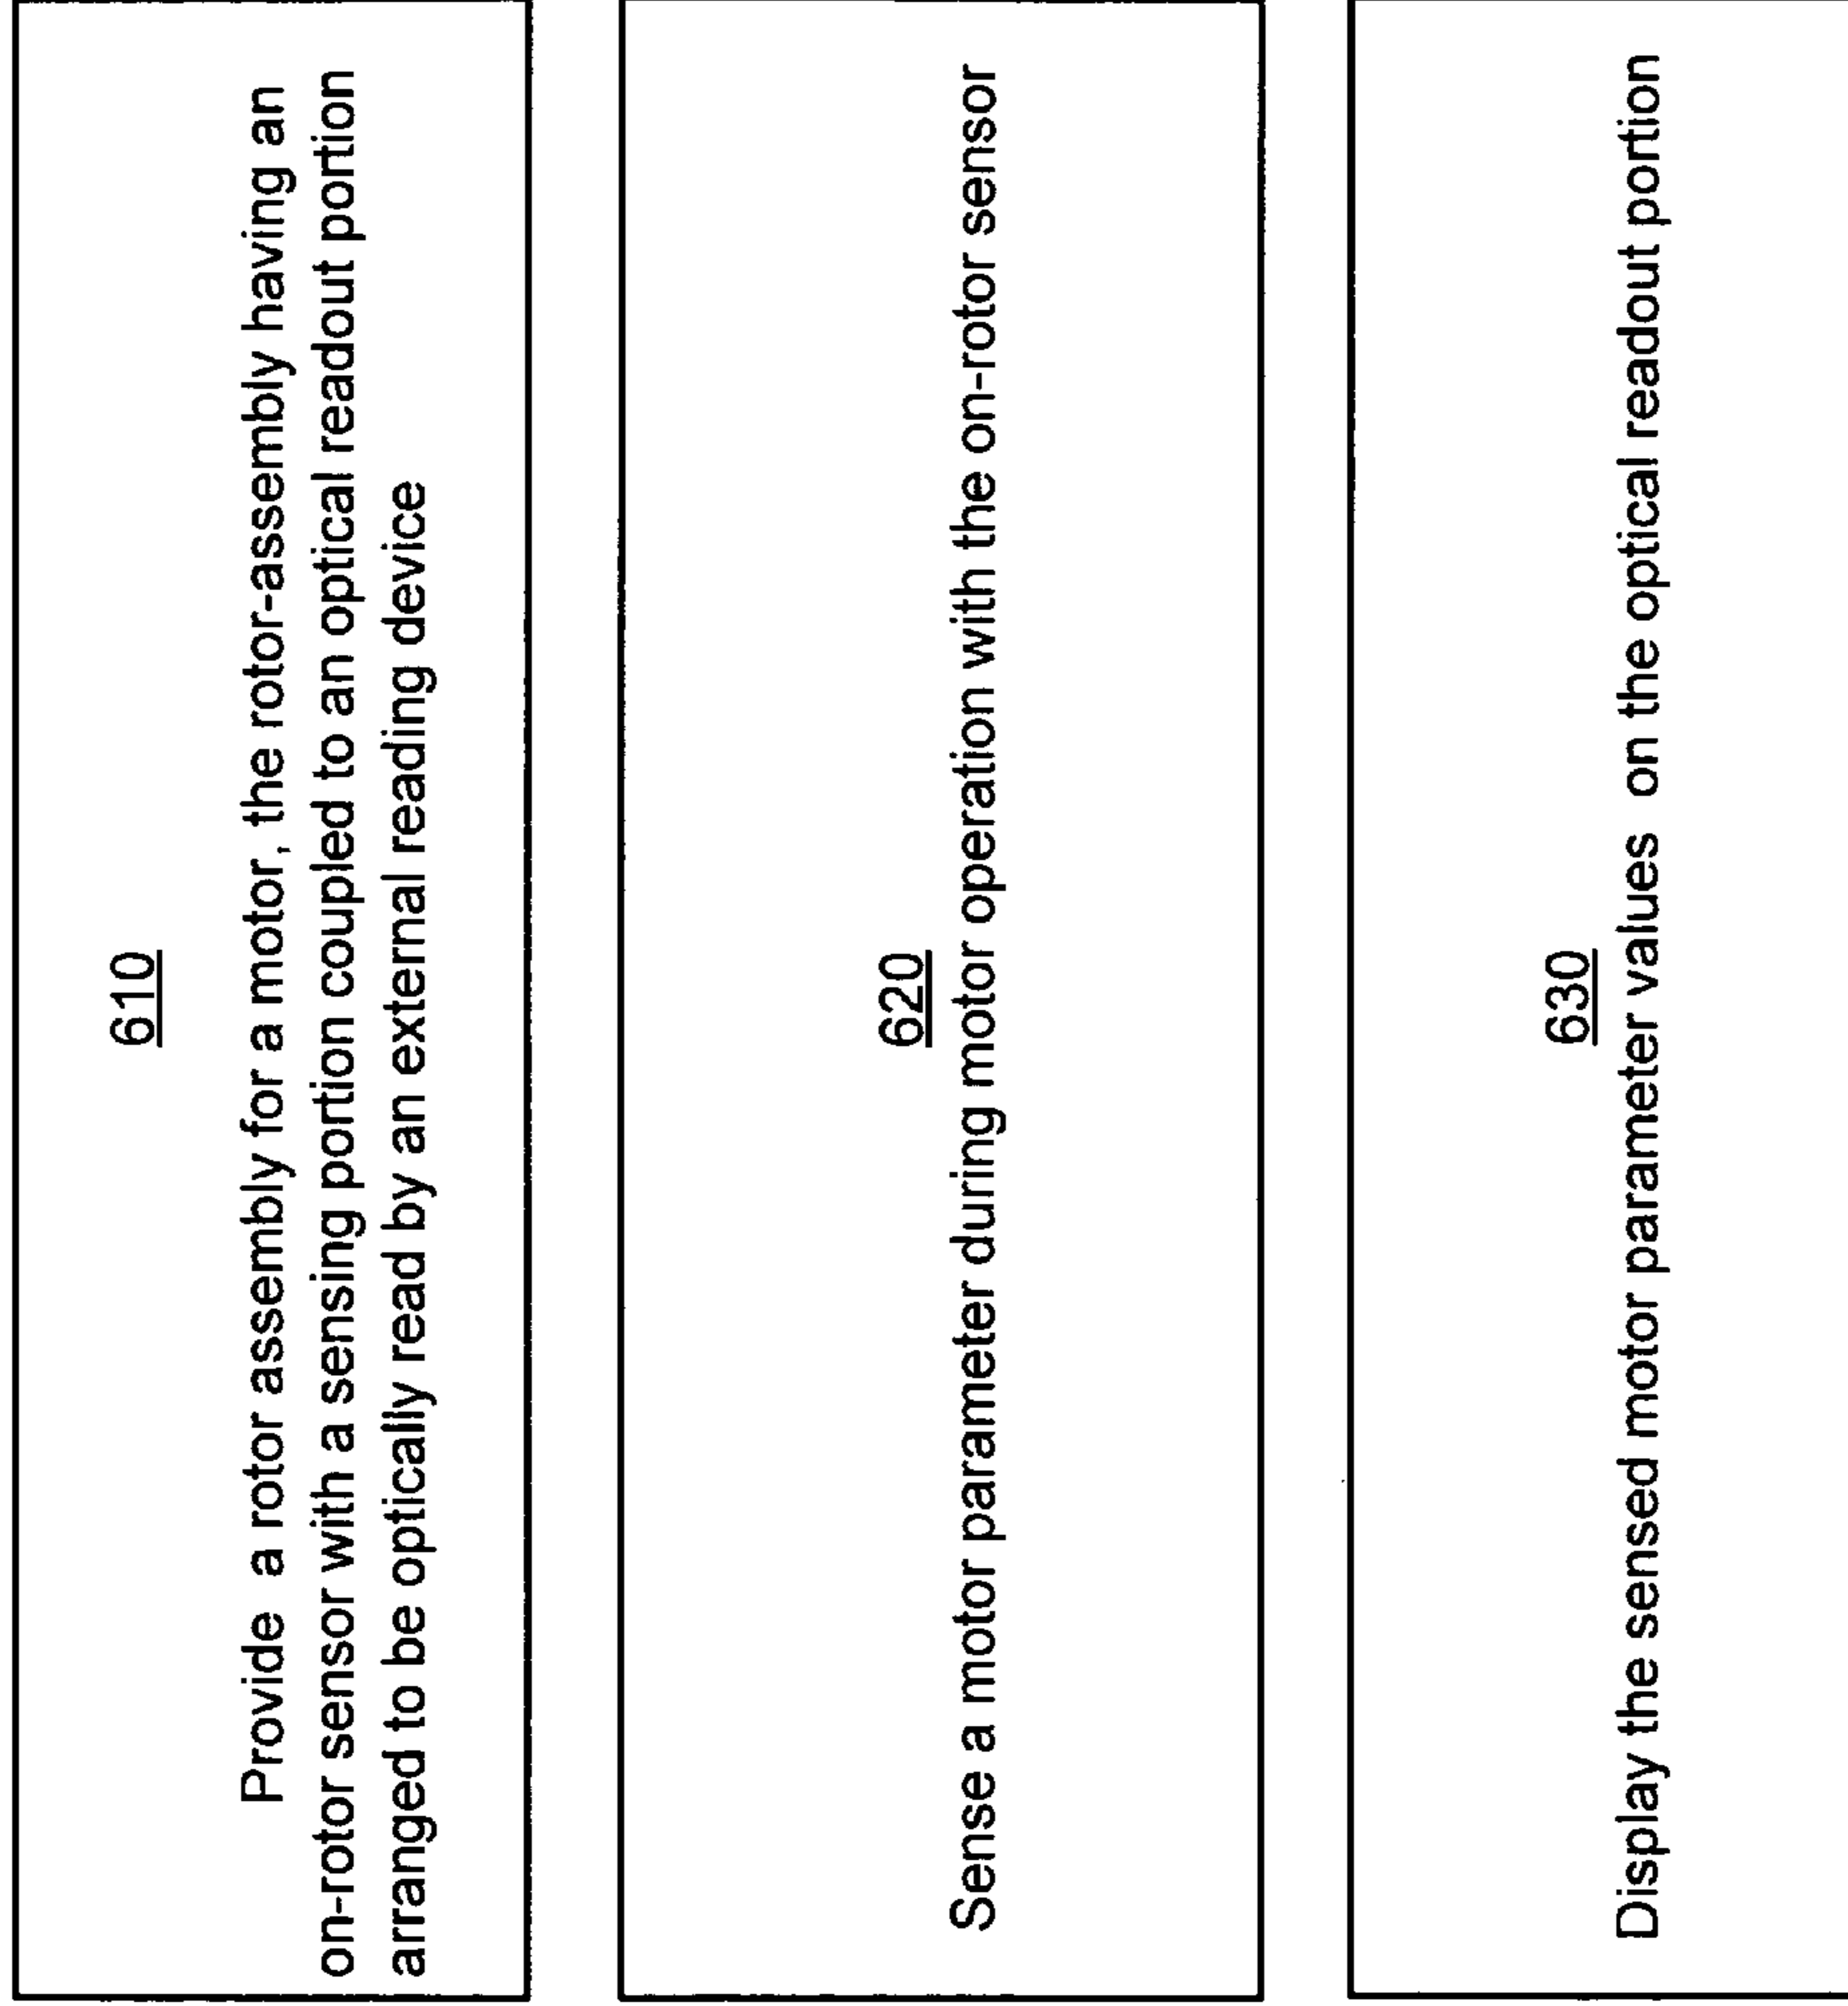 610
Provide a rotor assembly for a motor, the rotor-assembly having an
on-rotor sensor with a sensing portion coupled to an optical readout portion
arranged to be optically read by an external reading device
620
Sense a motor parameter during motor operation with the on-rotor sensor
630
Display the sensed motor parameter values on the optical readout portion